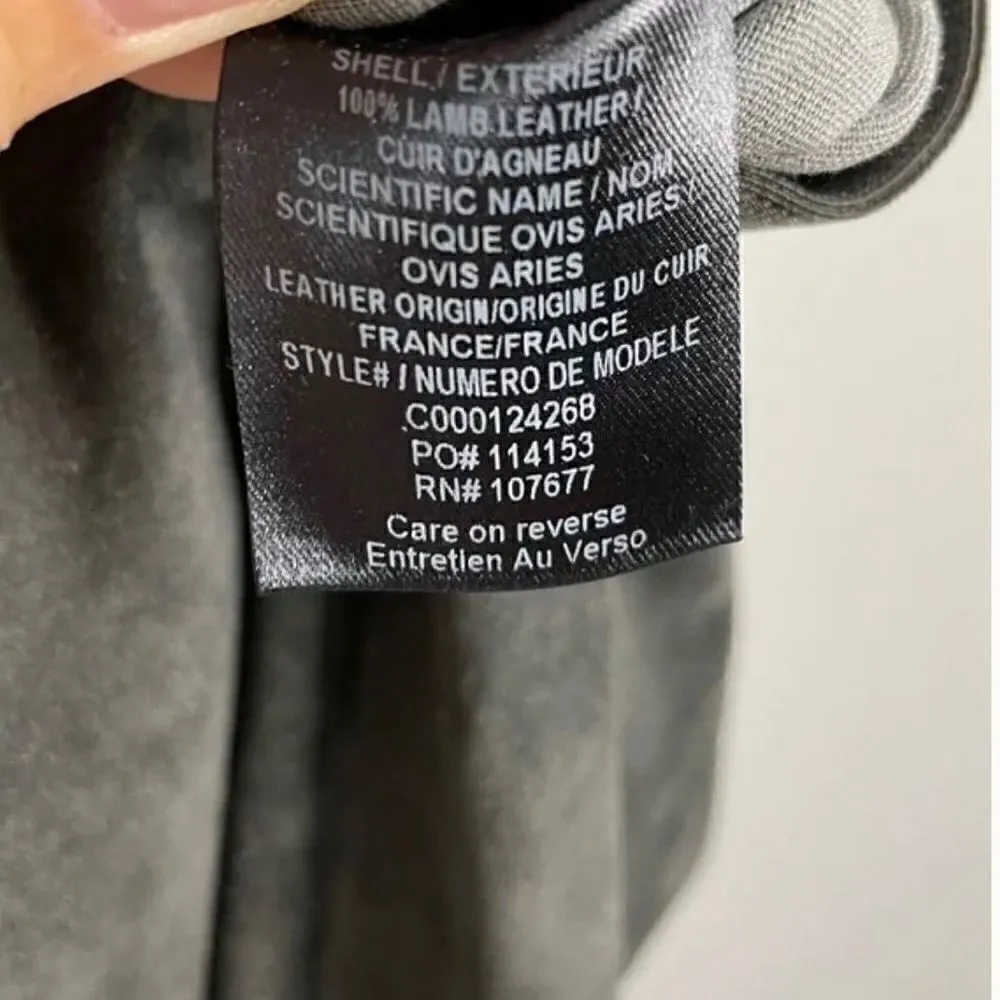 SHELL / EXTERIEUR
100% LAMB LEATHER /
CUIR D'AGNEAU
SCIENTIFIC NAME / NOM
SCIENTIFIQUE OVIS ARIES /
OVIS ARIES
LEATHER ORIGIN/ORIGINE DU CUIR
FRANCE/FRANCE
STYLE# / NUMERO DE MODELE
C000124268
PO# 114153
RN# 107677
Care on reverse
Entretien Au Verso